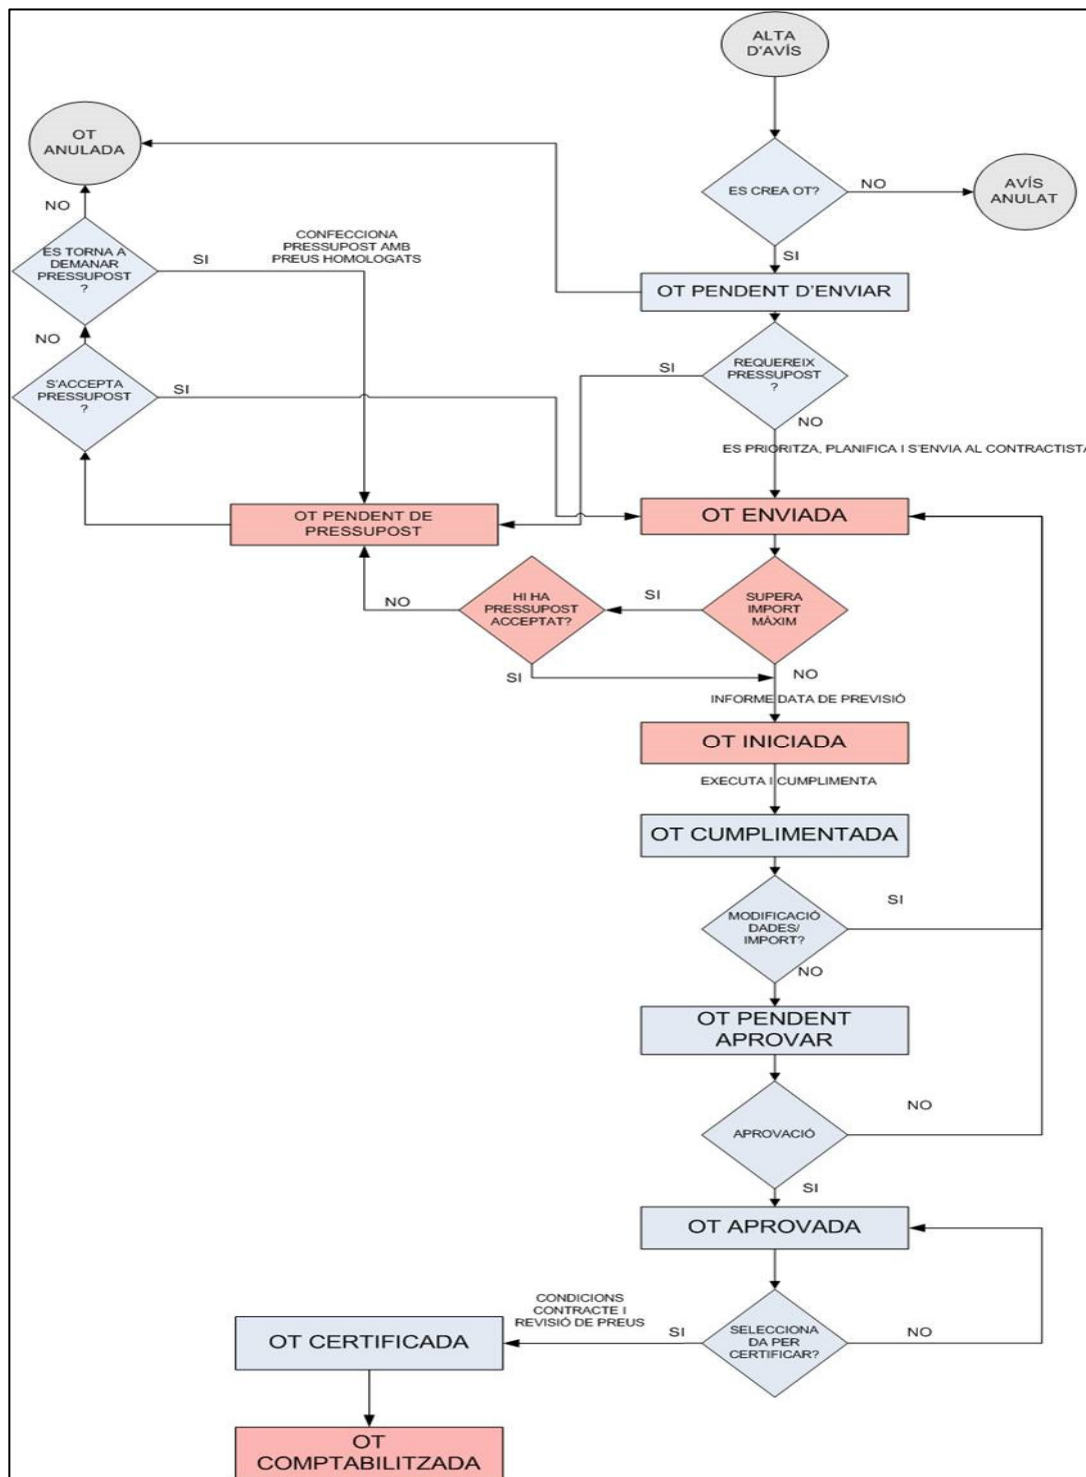 ALTA
D'AVÍS
OT
ANULADA
ES CREA OT?
NO
AVÍS
ANULAT
SI
NO
ES TORNA A
DEMANAR
PRESSUPOST
?
SI
CONFECCIONA
PRESSUPOST AMB
PREUS HOMOLOGATS
OT PENDENT D'ENVIAR
NO
S'ACCEPTA
PRESSUPOST
?
SI
SI
REQUEREIX
PRESSUPOST
?
NO
ES PRIORITZA, PLANIFICA I S'ENVIA AL CONTRACTISTA
OT PENDENT DE
PRESSUPOST
OT ENVIADA
NO
HI HA
PRESSUPOST
ACCEPTAT?
SI
SUPERA
IMPORT
MÀXIM
SI
NO
INFORME DATA DE PREVISIÓ
OT INICIADA
EXECUTA I CUMPLIMENTA
OT CUMPLIMENTADA
MODIFICACIÓ
DADES/
IMPORT?
SI
NO
OT PENDENT
APROVAR
APROVACIÓ
NO
SI
OT APROVADA
CONDICIONS
CONTRACTE I
REVISIÓ DE PREUS
OT CERTIFICADA
SI
SELECCIONA
DA PER
CERTIFICAR?
NO
OT
COMPTABILITZADA